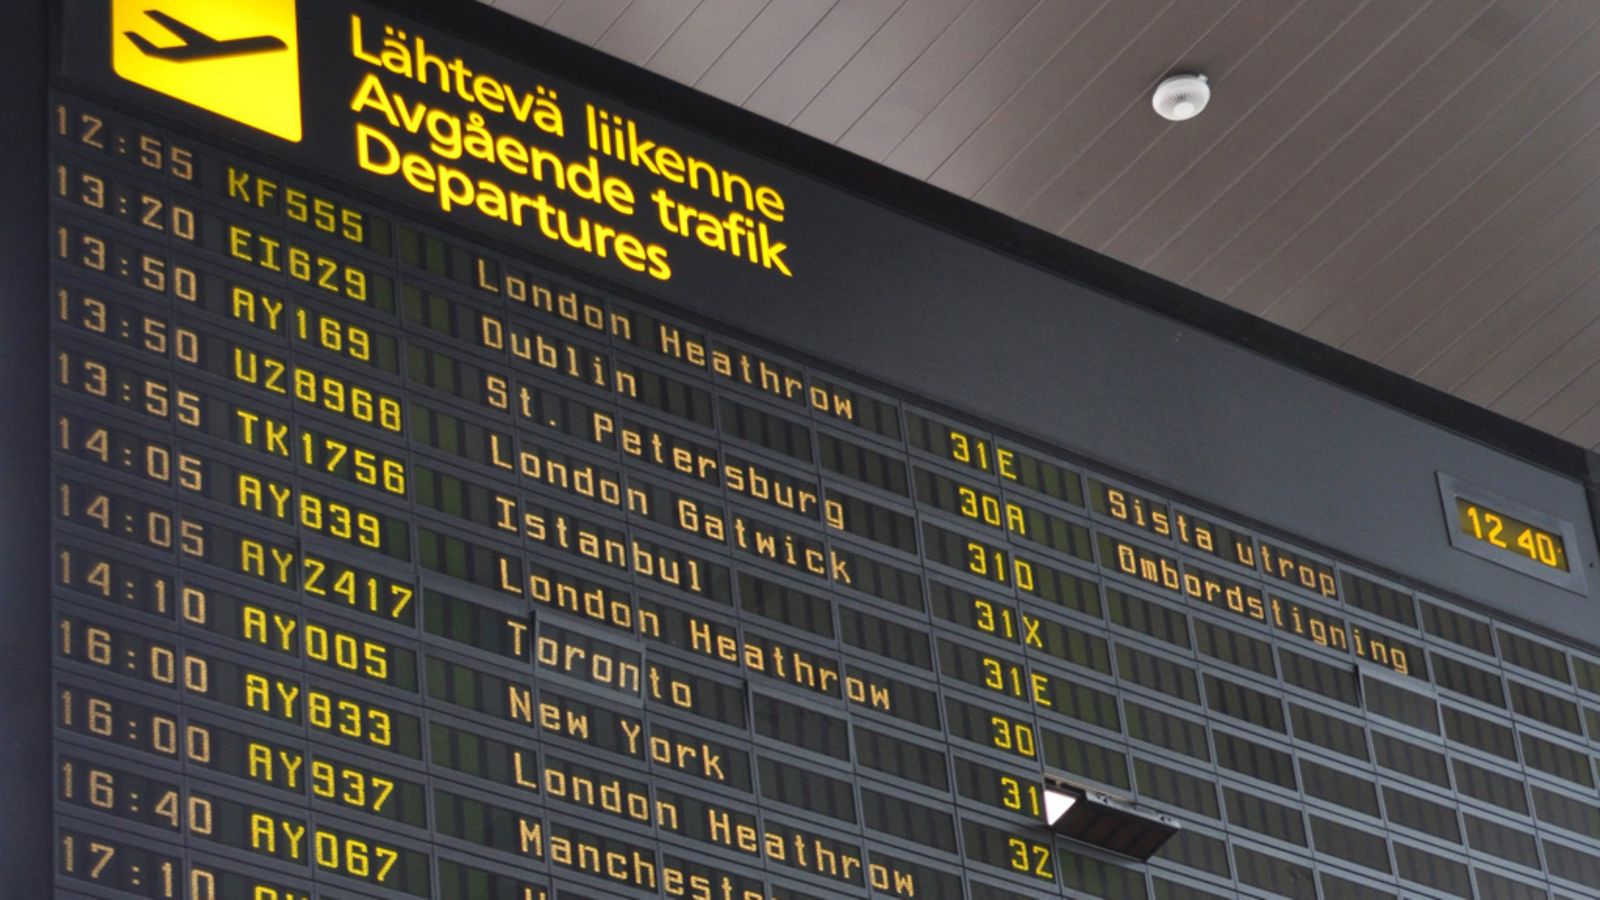 Lähtevä liikenne
Avgående trafik
Departures
12:55 KF555 London Heathrow 31E Sista utrop
13:20 EI629 Dublin 30A Ombordstigning
13:50 AY169 St. Petersburg 31D
13:50 U28968 London Gatwick 31X
13:55 TK1756 Istanbul 31E
14:05 AY839 London Heathrow 30
14:05 AY2417 Toronto 31
14:10 AY005 New York 32
16:00 AY833 London Heathrow
16:00 AY937 Mancheste
16:40 AY067
17:10
12 40